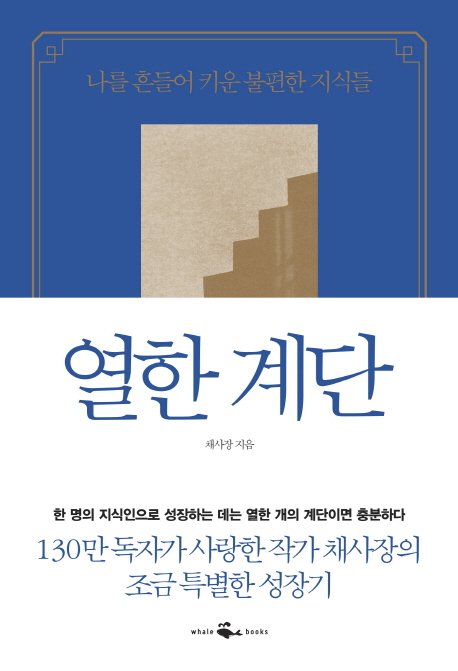 나를 흔들어 키운 불편한 지식들
열한 계단
채사장 지음
한 명의 지식인으로 성장하는 데는 열한 개의 계단이면 충분하다
130만 독자가 사랑한 작가 채사장의
조금 특별한 성장기
whale books